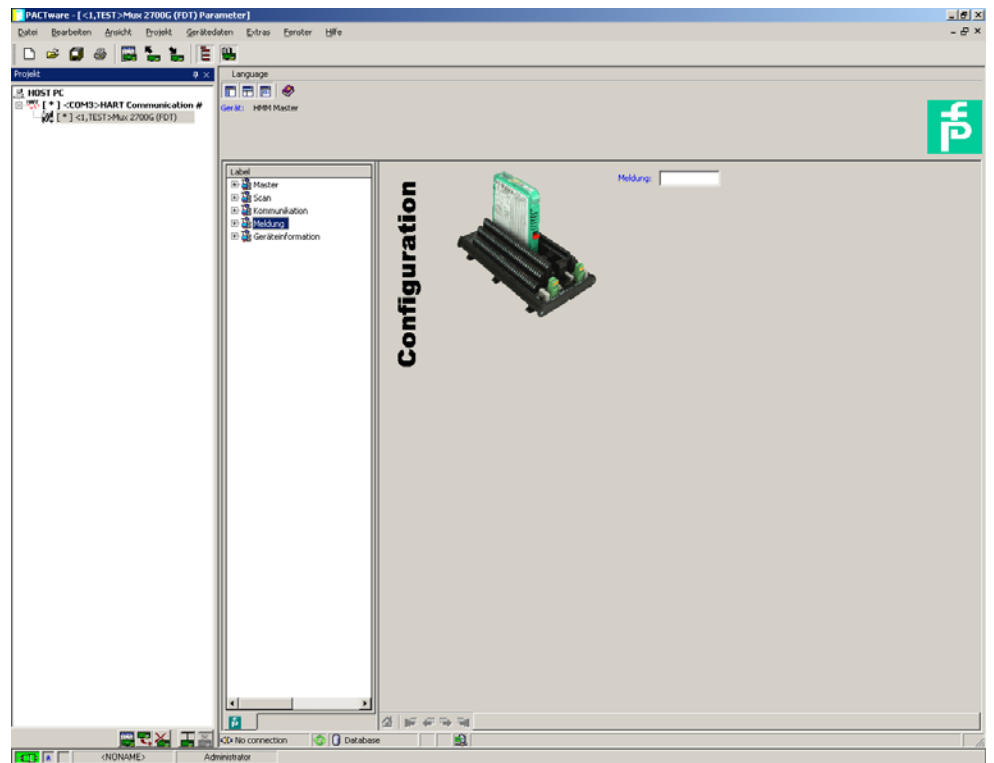 PACTware - [<1,TEST>Mux 2700G (FDT) Parameter]
Datei Bearbeiten Ansicht Projekt Gerätedaten Extras Fenster Hilfe
Projekt
HOST PC
[ * ] <COM3>HART Communication #
[ * ] <1,TEST>Mux 2700G (FDT)
Language
Gerät: HMM Master
Label
Master
Scan
Kommunikation
Meldung
Geräteinformation
Configuration
Meldung:
No connection
Database
<NONAME>
Administrator